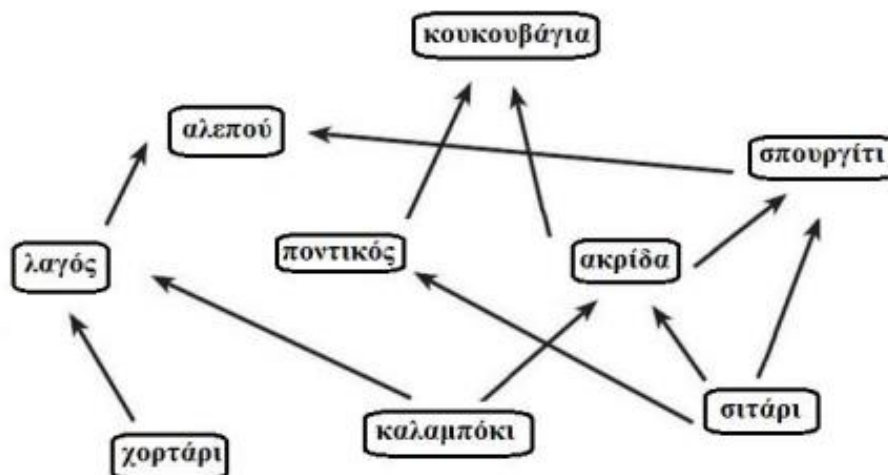 κουκουβάγια
αλεπού
σπουργίτι
λαγός
ποντικός
ακρίδα
χορτάρι
καλαμπόκι
σιτάρι